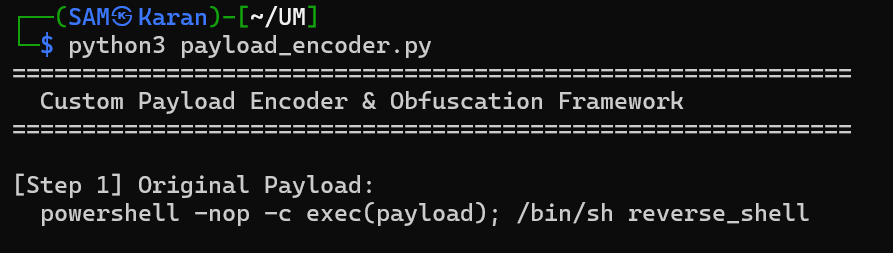 ┌──(SAM㉿Karan)-[~/UM]
└─$ python3 payload_encoder.py
============================================================
  Custom Payload Encoder & Obfuscation Framework
============================================================
[Step 1] Original Payload:
  powershell -nop -c exec(payload); /bin/sh reverse_shell